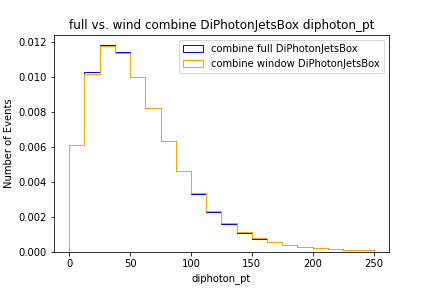 full vs. wind combine DiPhotonJetsBox diphoton_pt
combine full DiPhotonJetsBox
combine window DiPhotonJetsBox
Number of Events
0.012
0.010
0.008
0.006
0.004
0.002
0.000
0 50 100 150 200 250
diphoton_pt